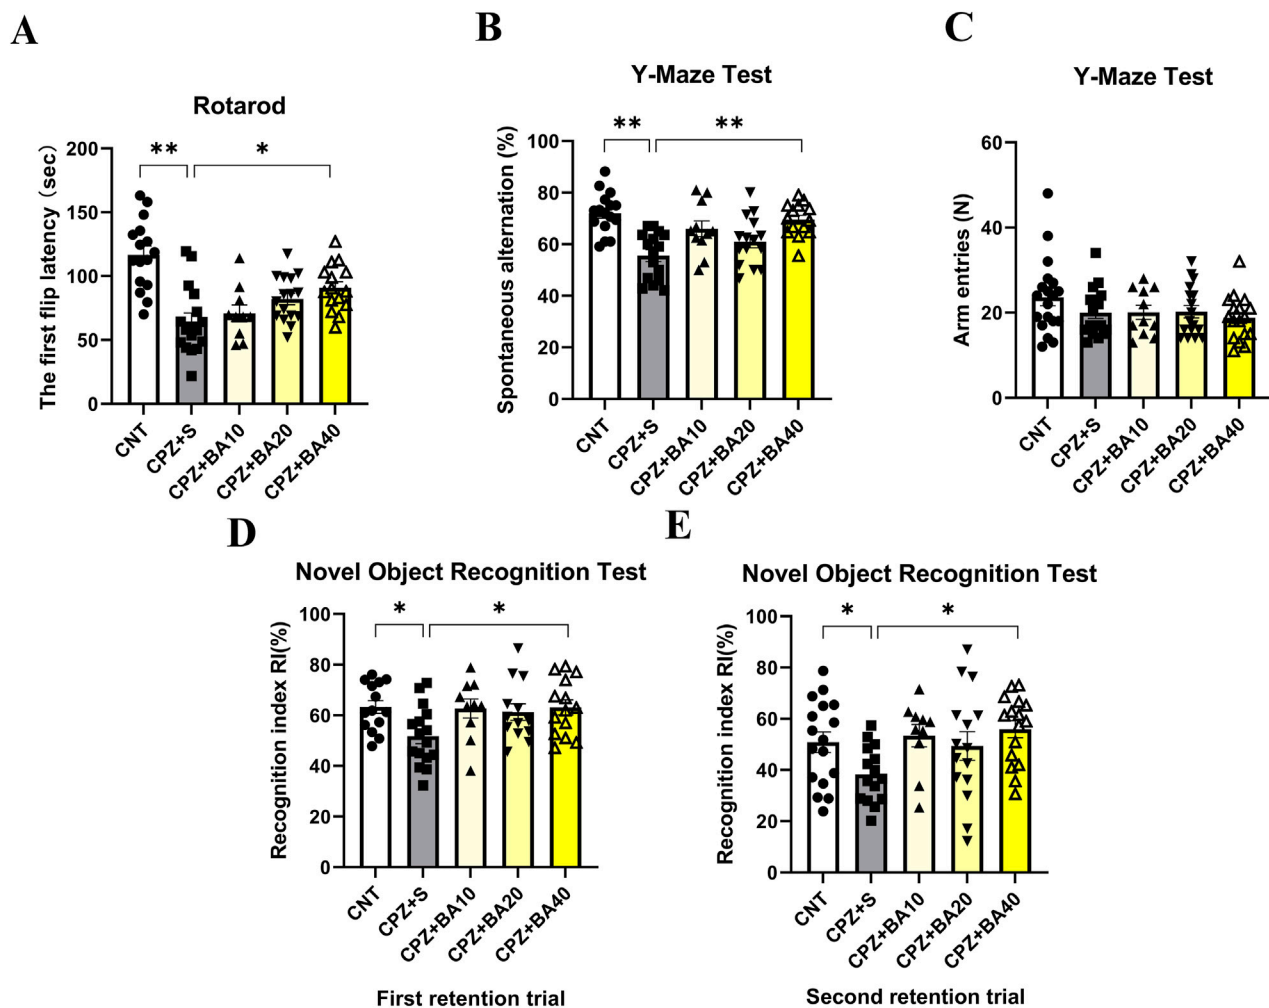 A
Rotarod
The first flip latency (sec)
200
150
100
50
0
**
*
CNT
CPZ+S
CPZ+BA10
CPZ+BA20
CPZ+BA40
B
Y-Maze Test
Spontaneous alternation (%)
100
80
60
40
20
0
**
**
CNT
CPZ+S
CPZ+BA10
CPZ+BA20
CPZ+BA40
C
Y-Maze Test
Arm entries (N)
60
40
20
0
CNT
CPZ+S
CPZ+BA10
CPZ+BA20
CPZ+BA40
D
Novel Object Recognition Test
Recognition index RI(%)
100
80
60
40
20
0
*
*
CNT
CPZ+S
CPZ+BA10
CPZ+BA20
CPZ+BA40
First retention trial
E
Novel Object Recognition Test
Recognition index RI(%)
100
80
60
40
20
0
*
*
CNT
CPZ+S
CPZ+BA10
CPZ+BA20
CPZ+BA40
Second retention trial